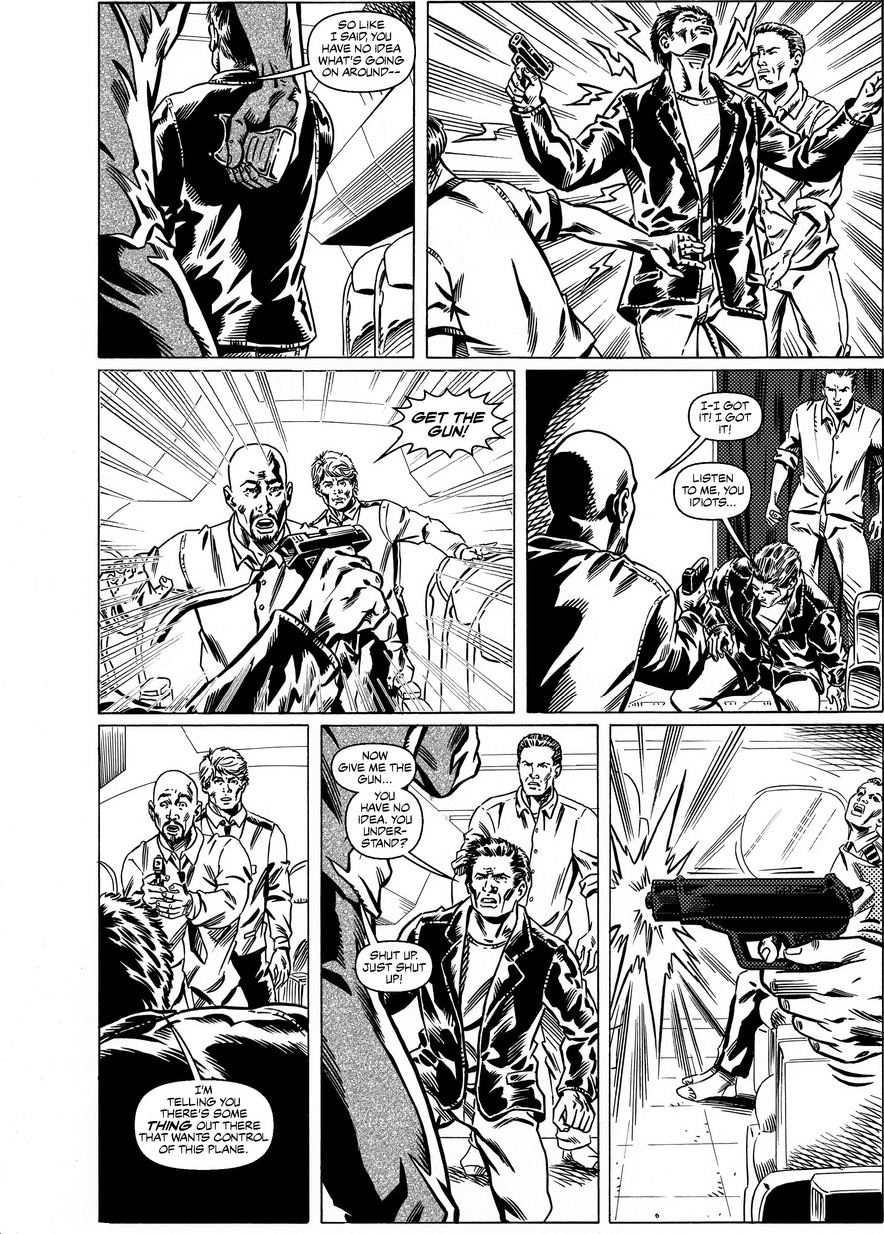 SO LIKE
I SAID, YOU
HAVE NO IDEA
WHAT'S GOING
ON AROUND--
GET THE
GUN!
I-I GOT
IT! I GOT
IT!
LISTEN
TO ME, YOU
IDIOTS...
I'M
TELLING YOU
THERE'S SOME
THING OUT THERE
THAT WANTS CONTROL
OF THIS PLANE.
NOW
GIVE ME THE
GUN...
YOU
HAVE NO
IDEA. YOU
UNDER-
STAND?
SHUT UP.
JUST SHUT
UP!